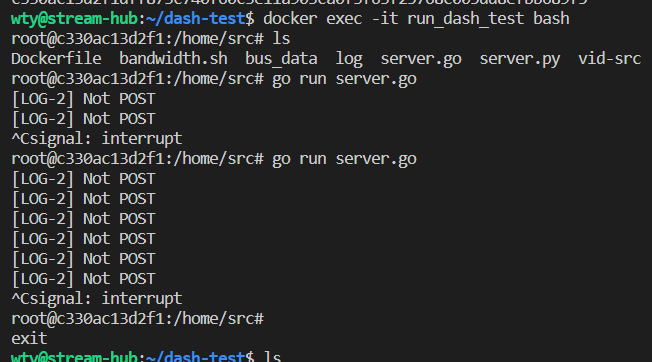 wty@stream-hub:~/dash-test$ docker exec -it run_dash_test bash
root@c330ac13d2f1:/home/src# ls
Dockerfile  bandwidth.sh  bus_data  log  server.go  server.py  vid-src
root@c330ac13d2f1:/home/src# go run server.go
[LOG-2] Not POST
[LOG-2] Not POST
^Csignal: interrupt
root@c330ac13d2f1:/home/src# go run server.go
[LOG-2] Not POST
[LOG-2] Not POST
[LOG-2] Not POST
[LOG-2] Not POST
[LOG-2] Not POST
[LOG-2] Not POST
^Csignal: interrupt
root@c330ac13d2f1:/home/src#
exit
wty@stream-hub:~/dash-test$ ls